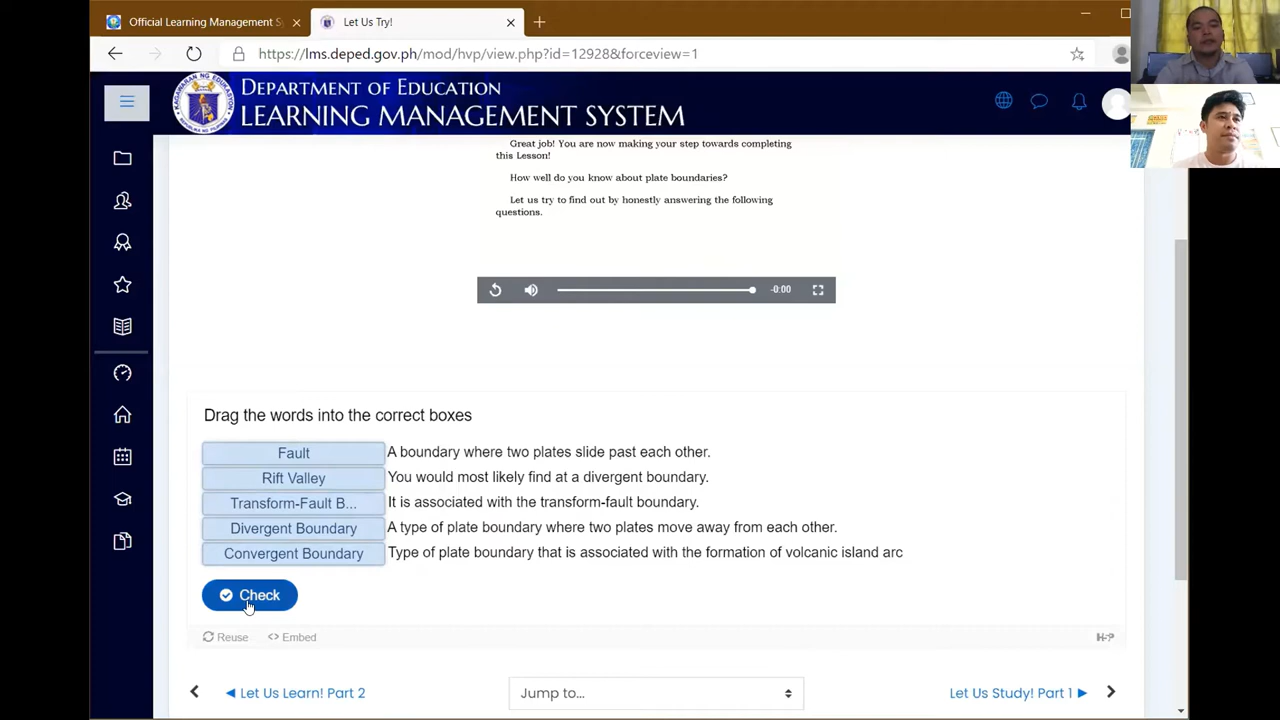 Official Learning Management S
Let Us Try!
https://lms.deped.gov.ph/mod/hvp/view.php?id=12928&forceview=1
DEPARTMENT OF EDUCATION
LEARNING MANAGEMENT SYSTEM
Great job! You are now making your step towards completing
this Lesson!
How well do you know about plate boundaries?
Let us try to find out by honestly answering the following
questions.
-0:00
Drag the words into the correct boxes
Fault A boundary where two plates slide past each other.
Rift Valley You would most likely find at a divergent boundary.
Transform-Fault B... It is associated with the transform-fault boundary.
Divergent Boundary A type of plate boundary where two plates move away from each other.
Convergent Boundary Type of plate boundary that is associated with the formation of volcanic island arc
Check
Reuse <> Embed
H-P
◀ Let Us Learn! Part 2 Jump to... Let Us Study! Part 1 ▶